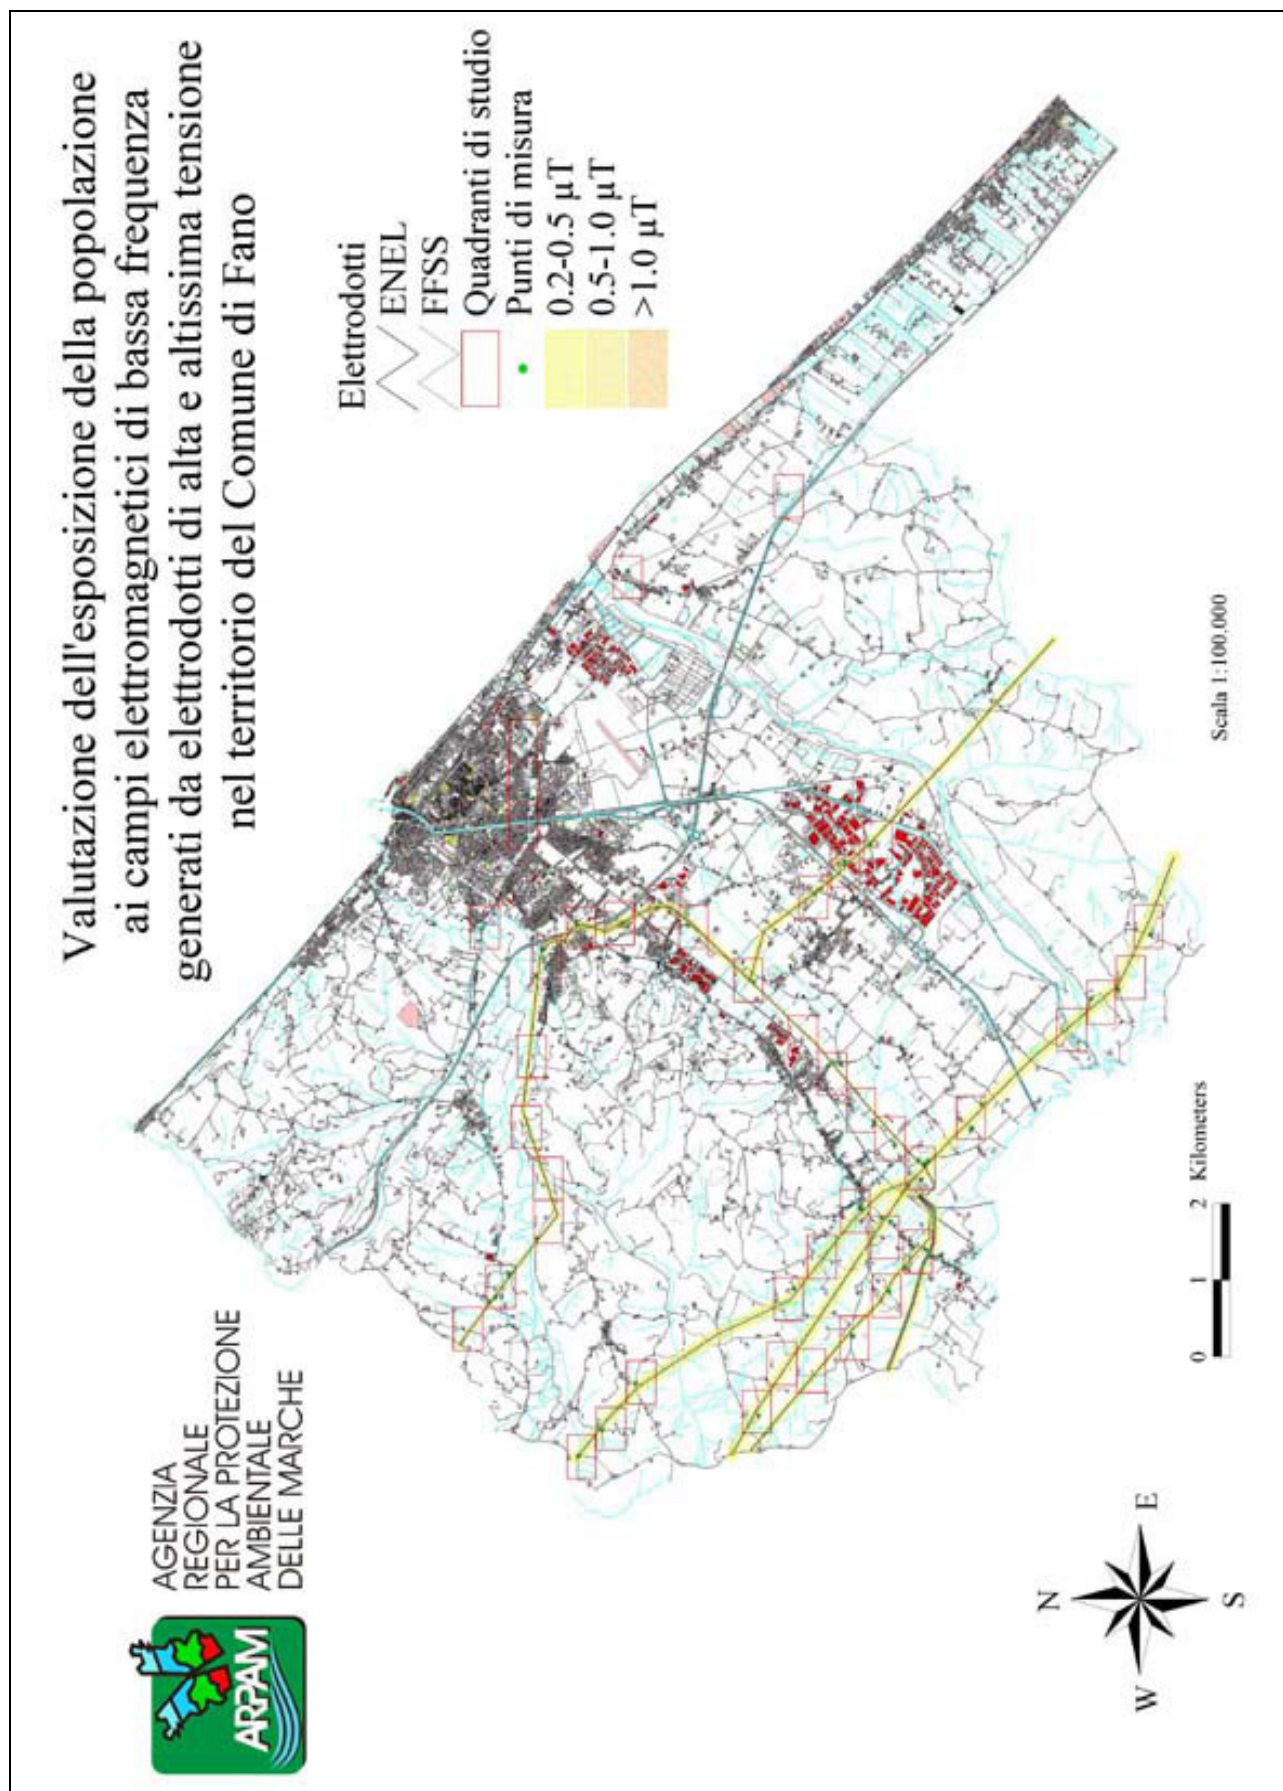 Valutazione dell'esposizione della popolazione
ai campi elettromagnetici di bassa frequenza
generati da elettrodotti di alta e altissima tensione
nel territorio del Comune di Fano
AGENZIA
REGIONALE
PER LA PROTEZIONE
AMBIENTALE
DELLE MARCHE
ARPAM
Elettrodotti
ENEL
FFSS
Quadranti di studio
Punti di misura
0.2-0.5 µT
0.5-1.0 µT
>1.0 µT
N
W
E
S
0 1 2 Kilometers
Scala 1:100.000